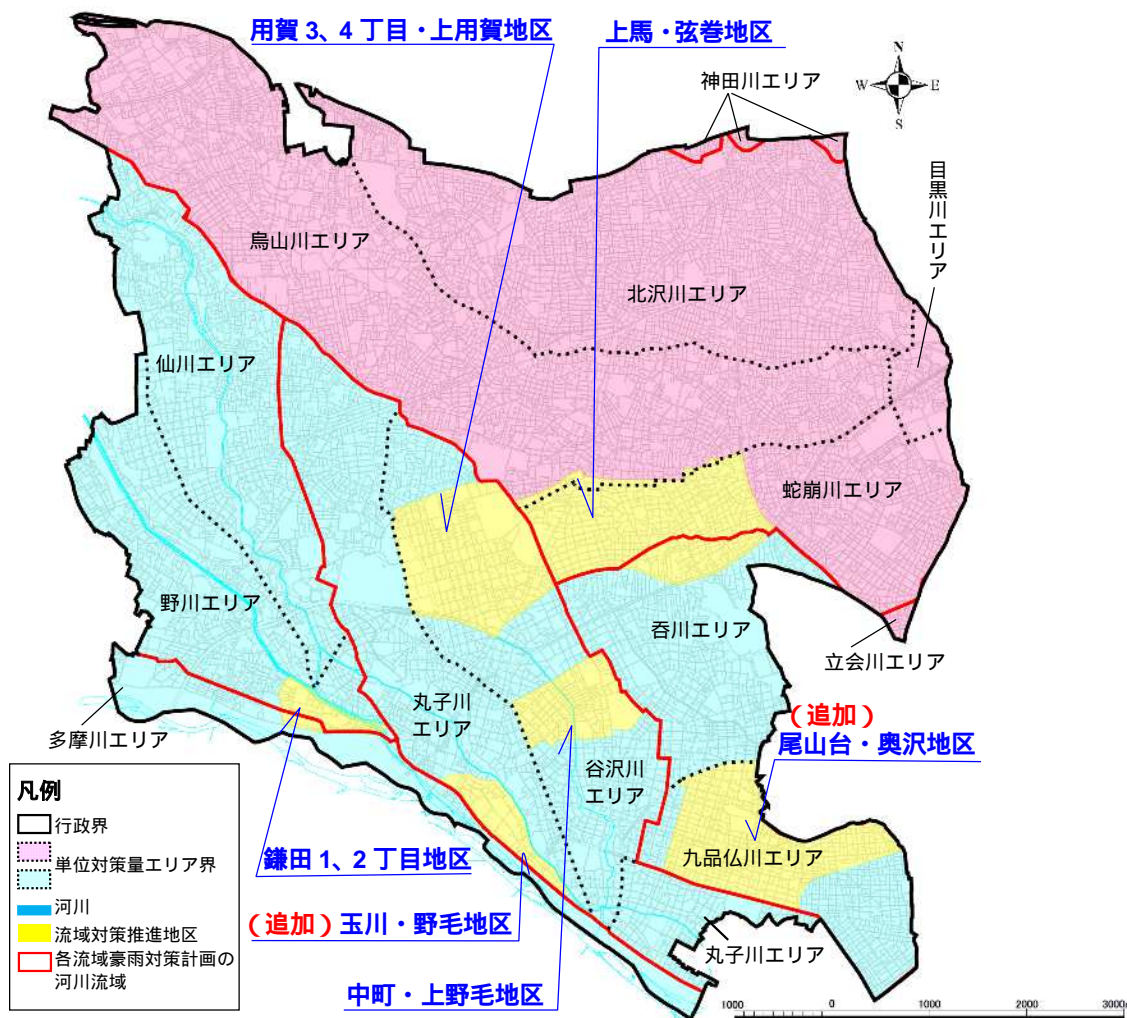 用賀3、4丁目・上用賀地区
上馬・弦巻地区
N
W
E
S
神田川エリア
目黒川エリア
烏山川エリア
北沢川エリア
仙川エリア
蛇崩川エリア
野川エリア
呑川エリア
立会川エリア
多摩川エリア
丸子川
エリア
（追加）
尾山台・奥沢地区
谷沢川
エリア
九品仏川エリア
鎌田1、2丁目地区
（追加）玉川・野毛地区
丸子川エリア
中町・上野毛地区
凡例
行政界
単位対策量エリア界
河川
流域対策推進地区
各流域豪雨対策計画の
河川流域
1000 0 1000 2000 3000